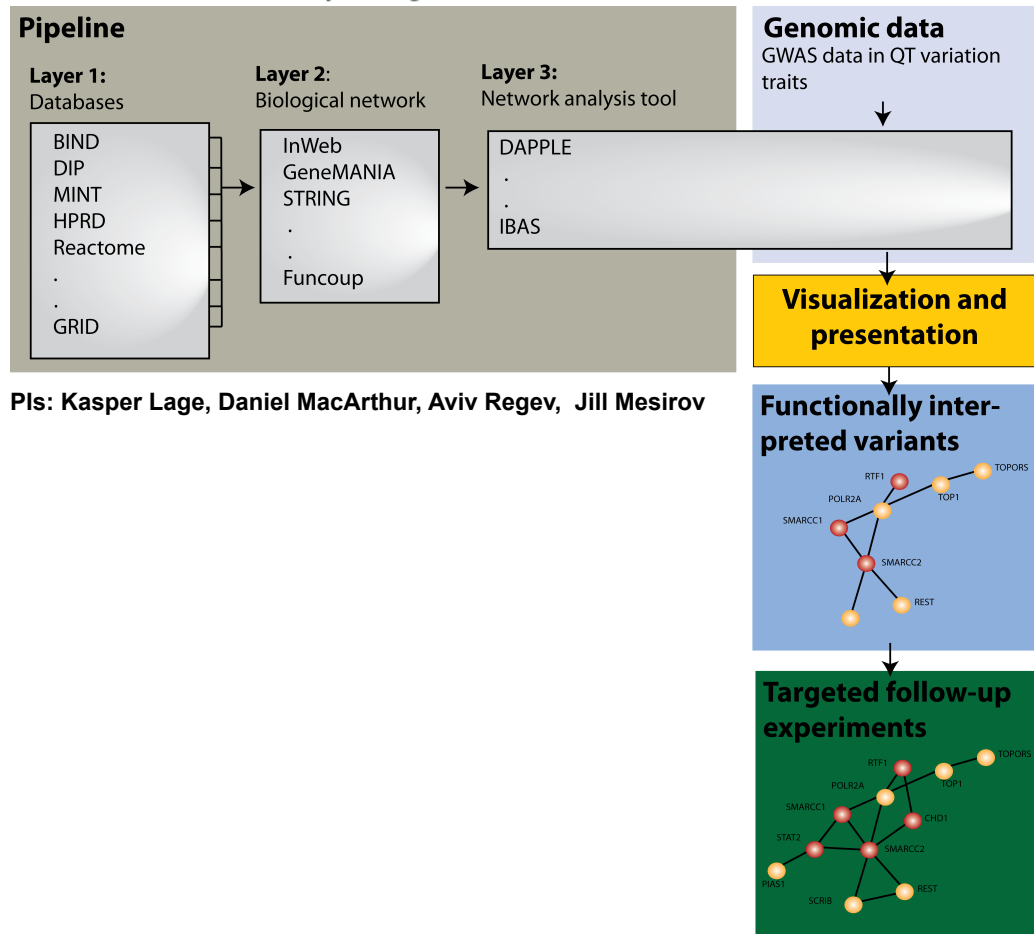 Pipeline
Layer 1:
Databases
BIND
DIP
MINT
HPRD
Reactome
.
.
GRID
Layer 2:
Biological network
InWeb
GeneMANIA
STRING
.
.
Funcoup
Layer 3:
Network analysis tool
DAPPLE
.
.
IBAS
Genomic data
GWAS data in QT variation
traits
Visualization and
presentation
PIs: Kasper Lage, Daniel MacArthur, Aviv Regev, Jill Mesirov
Functionally inter-
preted variants
TOPORS
RTF1
TOP1
POLR2A
SMARCC1
SMARCC2
REST
Targeted follow-up
experiments
TOPORS
RTF1
TOP1
POLR2A
SMARCC1
CHD1
STAT2
SMARCC2
PIAS1
REST
SCRIB